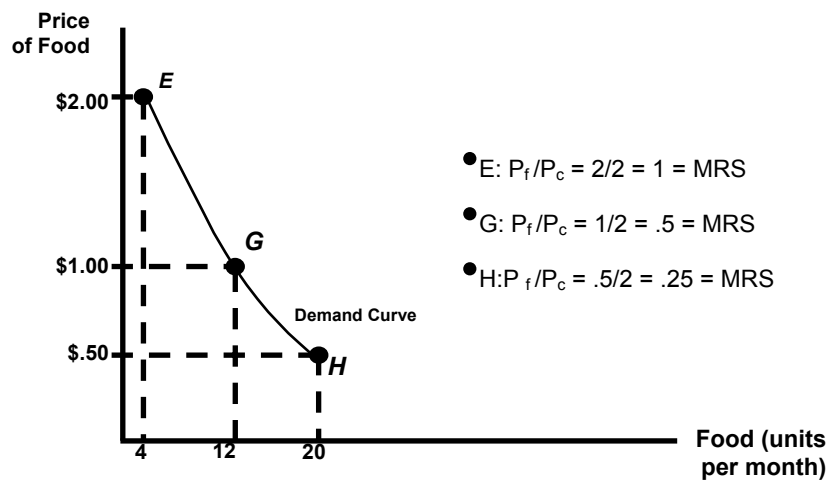 Price
of Food
E
$2.00
● E: Pf/Pc = 2/2 = 1 = MRS
● G: Pf/Pc = 1/2 = .5 = MRS
G
$1.00
● H:P f/Pc = .5/2 = .25 = MRS
Demand Curve
$.50
H
4 12 20
Food (units
per month)